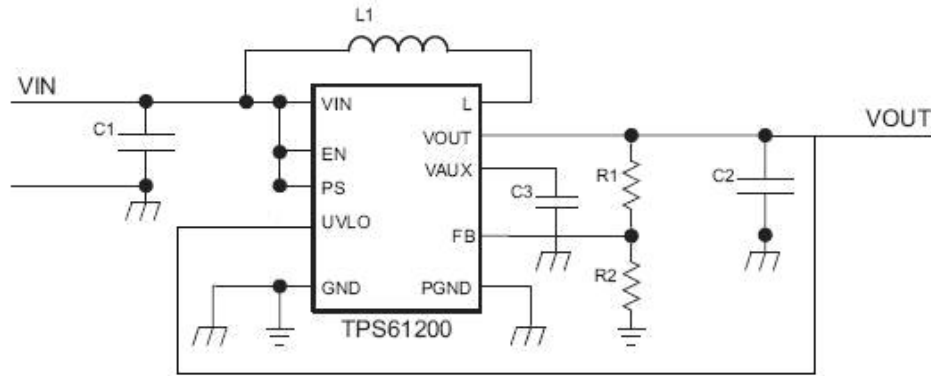 L1
VIN
VIN
L
C1
VOUT
VOUT
EN
VAUX
R1
C2
PS
C3
UVLO
FB
R2
GND
PGND
TPS61200